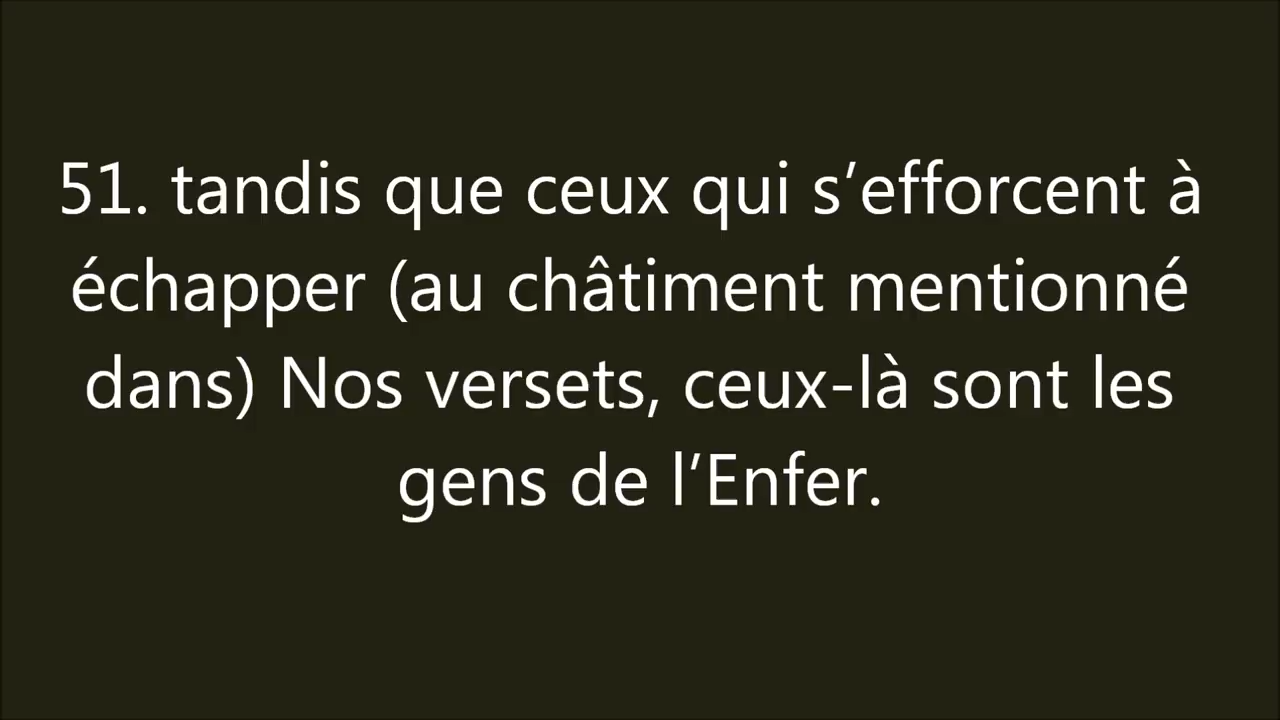 51. tandis que ceux qui s’efforcent à
échapper (au châtiment mentionné
dans) Nos versets, ceux-là sont les
gens de l’Enfer.